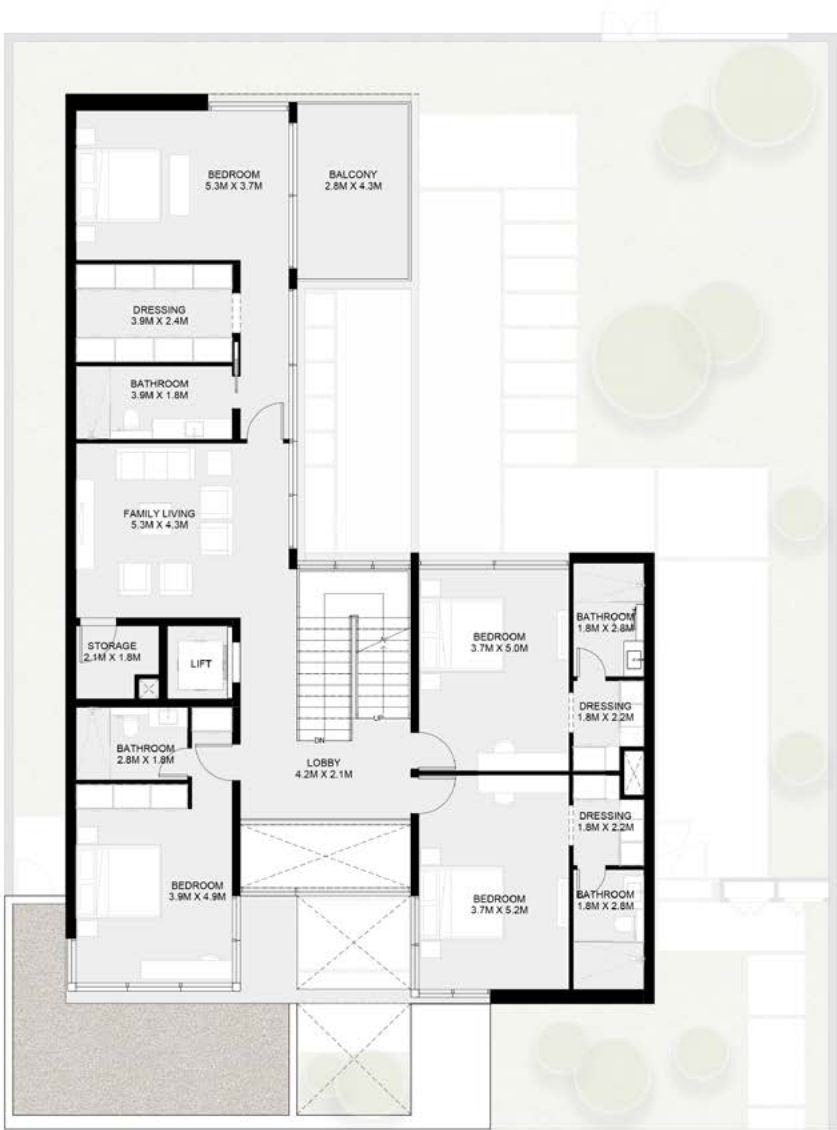 BEDROOM
5.3M X 3.7M
BALCONY
2.8M X 4.3M
DRESSING
3.9M X 2.4M
BATHROOM
3.9M X 1.8M
FAMILY LIVING
5.3M X 4.3M
STORAGE
2.1M X 1.8M
LIFT
BEDROOM
3.7M X 5.0M
BATHROOM
1.8M X 2.8M
DRESSING
1.8M X 2.2M
UP
DN
BATHROOM
2.8M X 1.8M
LOBBY
4.2M X 2.1M
DRESSING
1.8M X 2.2M
BEDROOM
3.9M X 4.9M
BEDROOM
3.7M X 5.2M
BATHROOM
1.8M X 2.8M